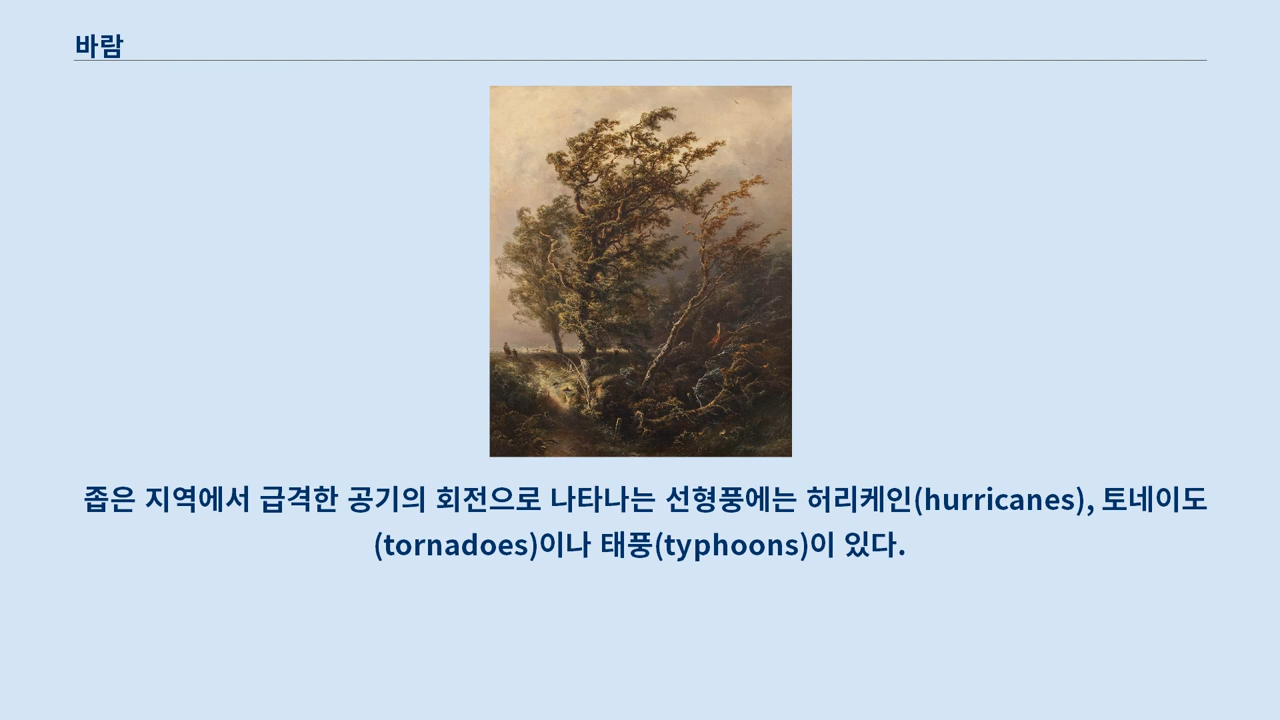 바람
좁은 지역에서 급격한 공기의 회전으로 나타나는 선형풍에는 허리케인(hurricanes), 토네이도
(tornadoes)이나 태풍(typhoons)이 있다.